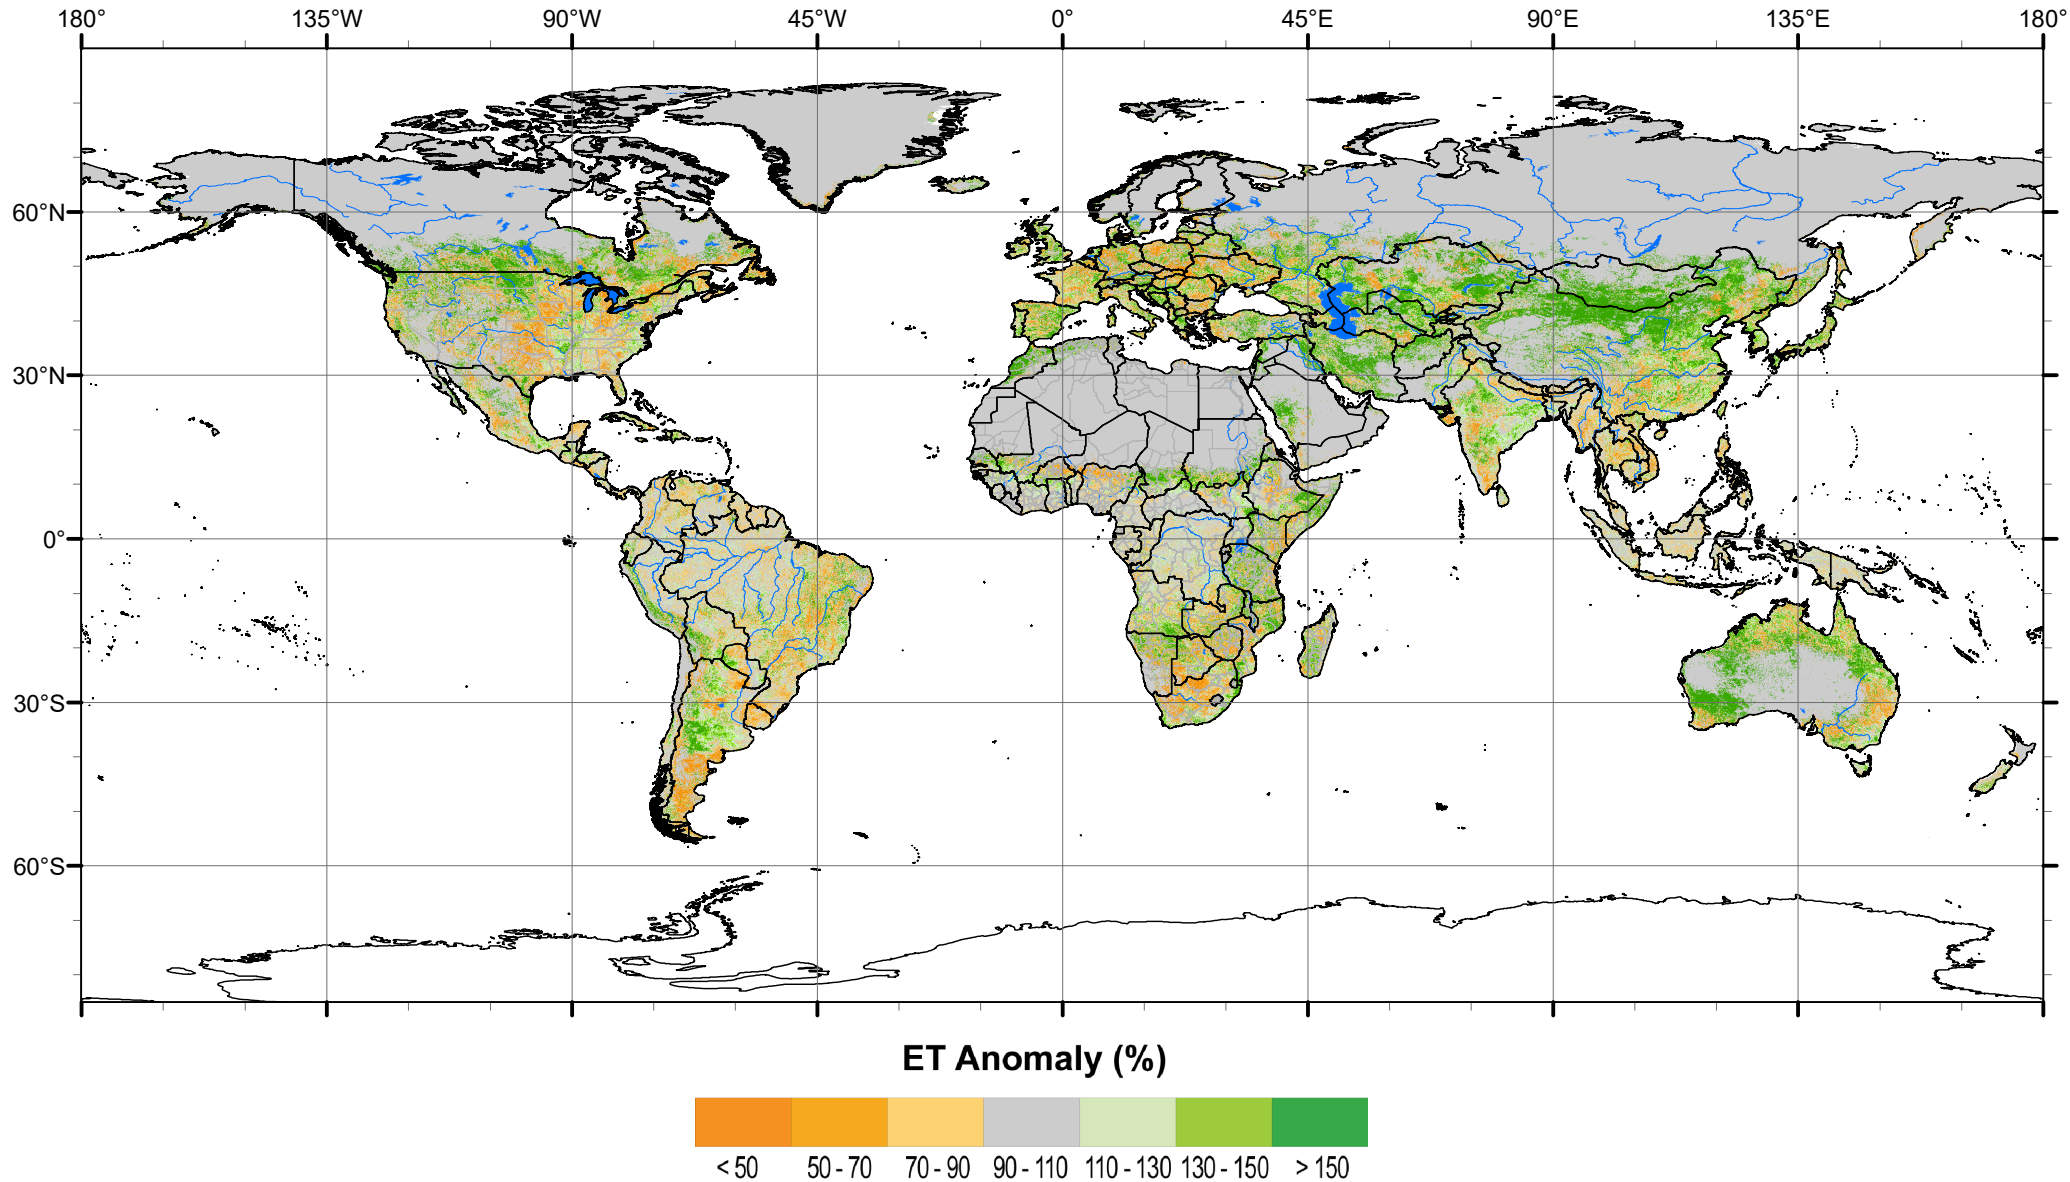 180° 135°W 90°W 45°W 0° 45°E 90°E 135°E 180°
60°N
30°N
0°
30°S
60°S
ET Anomaly (%)
< 50 50 - 70 70 - 90 90 - 110 110 - 130 130 - 150 > 150